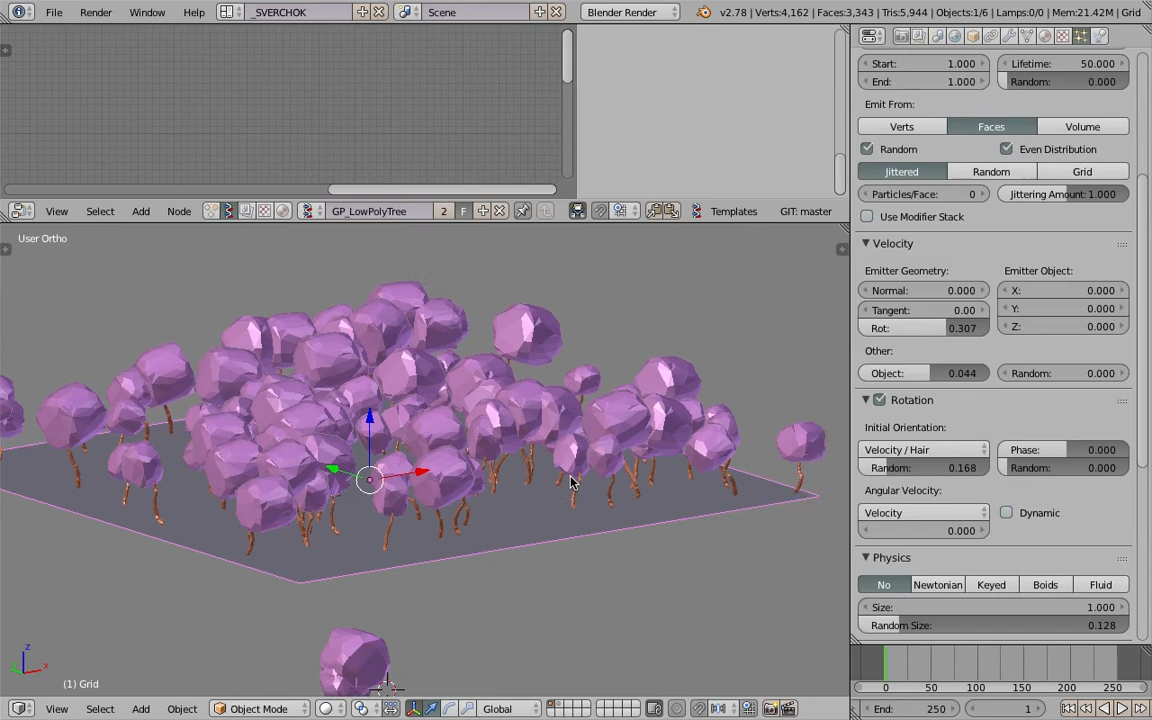 File Render Window Help _SVERCHOK Scene Blender Render v2.78 | Verts:4,162 | Faces:3,343 | Tris:5,944 | Objects:1/6 | Lamps:0/0 | Mem:21.42M | Grid
Start: 1.000 Lifetime: 50.000
End: 1.000 Random: 0.000
Emit From:
Verts Faces Volume
Random Even Distribution
Jittered Random Grid
Particles/Face: 0 Jittering Amount: 1.000
Use Modifier Stack
View Select Add Node GP_LowPolyTree 2 F Templates GIT: master
User Ortho
Velocity
Emitter Geometry: Emitter Object:
Normal: 0.000 X: 0.000
Tangent: 0.00 Y: 0.000
Rot: 0.307 Z: 0.000
Other:
Object: 0.044 Random: 0.000
Rotation
Initial Orientation:
Velocity / Hair Phase: 0.000
Random: 0.168 Random: 0.000
Angular Velocity:
Velocity Dynamic
0.000
Physics
No Newtonian Keyed Boids Fluid
Size: 1.000
Random Size: 0.128
z
x
(1) Grid
0 50 100 150 200 250
View Select Add Object Object Mode Global End: 250 1